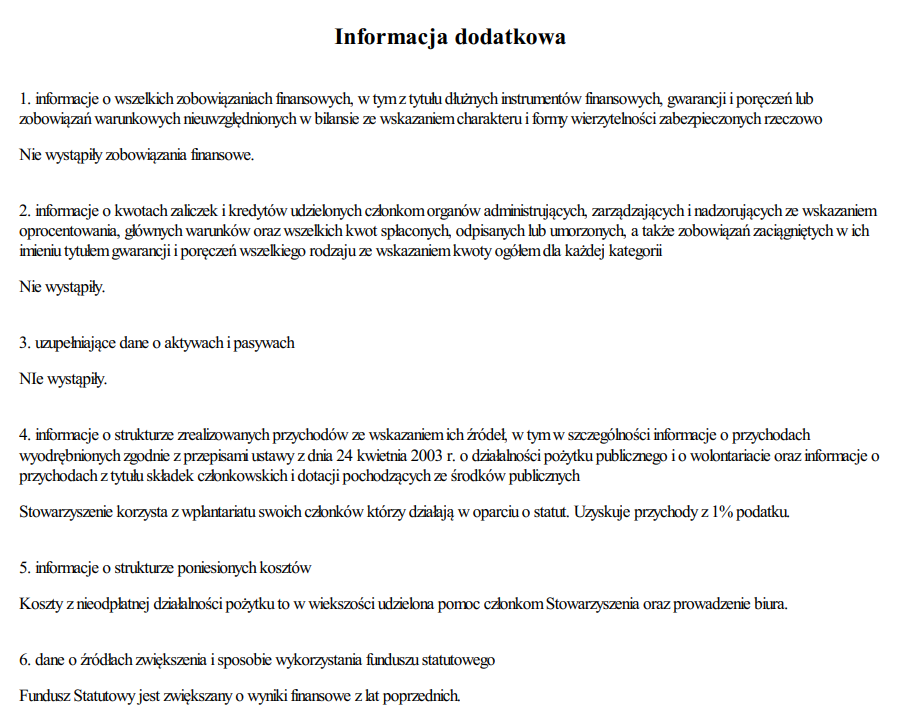 Informacja dodatkowa
1. informacje o wszelkich zobowiązaniach finansowych, w tym z tytułu dłużnych instrumentów finansowych, gwarancji i poręczeń lub
zobowiązań warunkowych nieuwzględnionych w bilansie ze wskazaniem charakteru i formy wierzytelności zabezpieczonych rzeczowo
Nie wystąpiły zobowiązania finansowe.
2. informacje o kwotach zaliczek i kredytów udzielonych członkom organów administrujących, zarządzających i nadzorujących ze wskazaniem
oprocentowania, głównych warunków oraz wszelkich kwot spłaconych, odpisanych lub umorzonych, a także zobowiązań zaciągniętych w ich
imieniu tytułem gwarancji i poręczeń wszelkiego rodzaju ze wskazaniem kwoty ogółem dla każdej kategorii
Nie wystąpiły.
3. uzupełniające dane o aktywach i pasywach
NIe wystąpiły.
4. informacje o strukturze zrealizowanych przychodów ze wskazaniem ich źródeł, w tym w szczególności informacje o przychodach
wyodrębnionych zgodnie z przepisami ustawy z dnia 24 kwietnia 2003 r. o działalności pożytku publicznego i o wolontariacie oraz informacje o
przychodach z tytułu składek członkowskich i dotacji pochodzących ze środków publicznych
Stowarzyszenie korzysta z wplantariatu swoich członków którzy działają w oparciu o statut. Uzyskuje przychody z 1% podatku.
5. informacje o strukturze poniesionych kosztów
Koszty z nieodpłatnej działalności pożytku to w wiekszości udzielona pomoc członkom Stowarzyszenia oraz prowadzenie biura.
6. dane o źródłach zwiększenia i sposobie wykorzystania funduszu statutowego
Fundusz Statutowy jest zwiększany o wyniki finansowe z lat poprzednich.